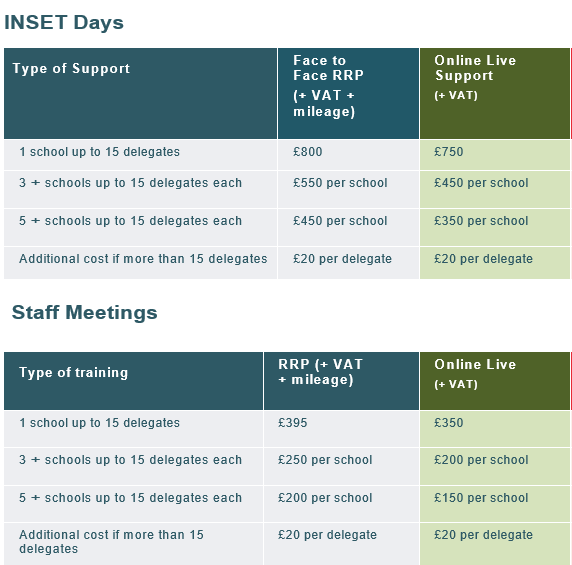 INSET Days
Type of Support
Face to
Face RRP
(+ VAT +
mileage)
Online Live
Support
(+ VAT)
1 school up to 15 delegates
£800
£750
3 + schools up to 15 delegates each
£550 per school
£450 per school
5 + schools up to 15 delegates each
£450 per school
£350 per school
Additional cost if more than 15 delegates
£20 per delegate
£20 per delegate
Staff Meetings
Type of training
RRP (+ VAT
+ mileage)
Online Live
(+ VAT)
1 school up to 15 delegates
£395
£350
3 + schools up to 15 delegates each
£250 per school
£200 per school
5 + schools up to 15 delegates each
£200 per school
£150 per school
Additional cost if more than 15
delegates
£20 per delegate
£20 per delegate